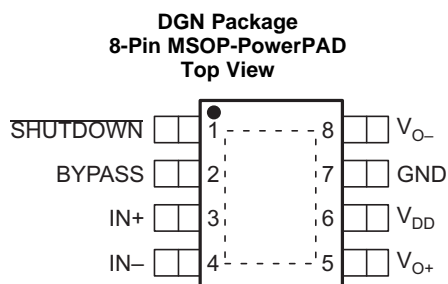 DGN Package
8-Pin MSOP-PowerPAD
Top View
SHUTDOWN 1 8 VO–
BYPASS 2 7 GND
IN+ 3 6 VDD
IN– 4 5 VO+